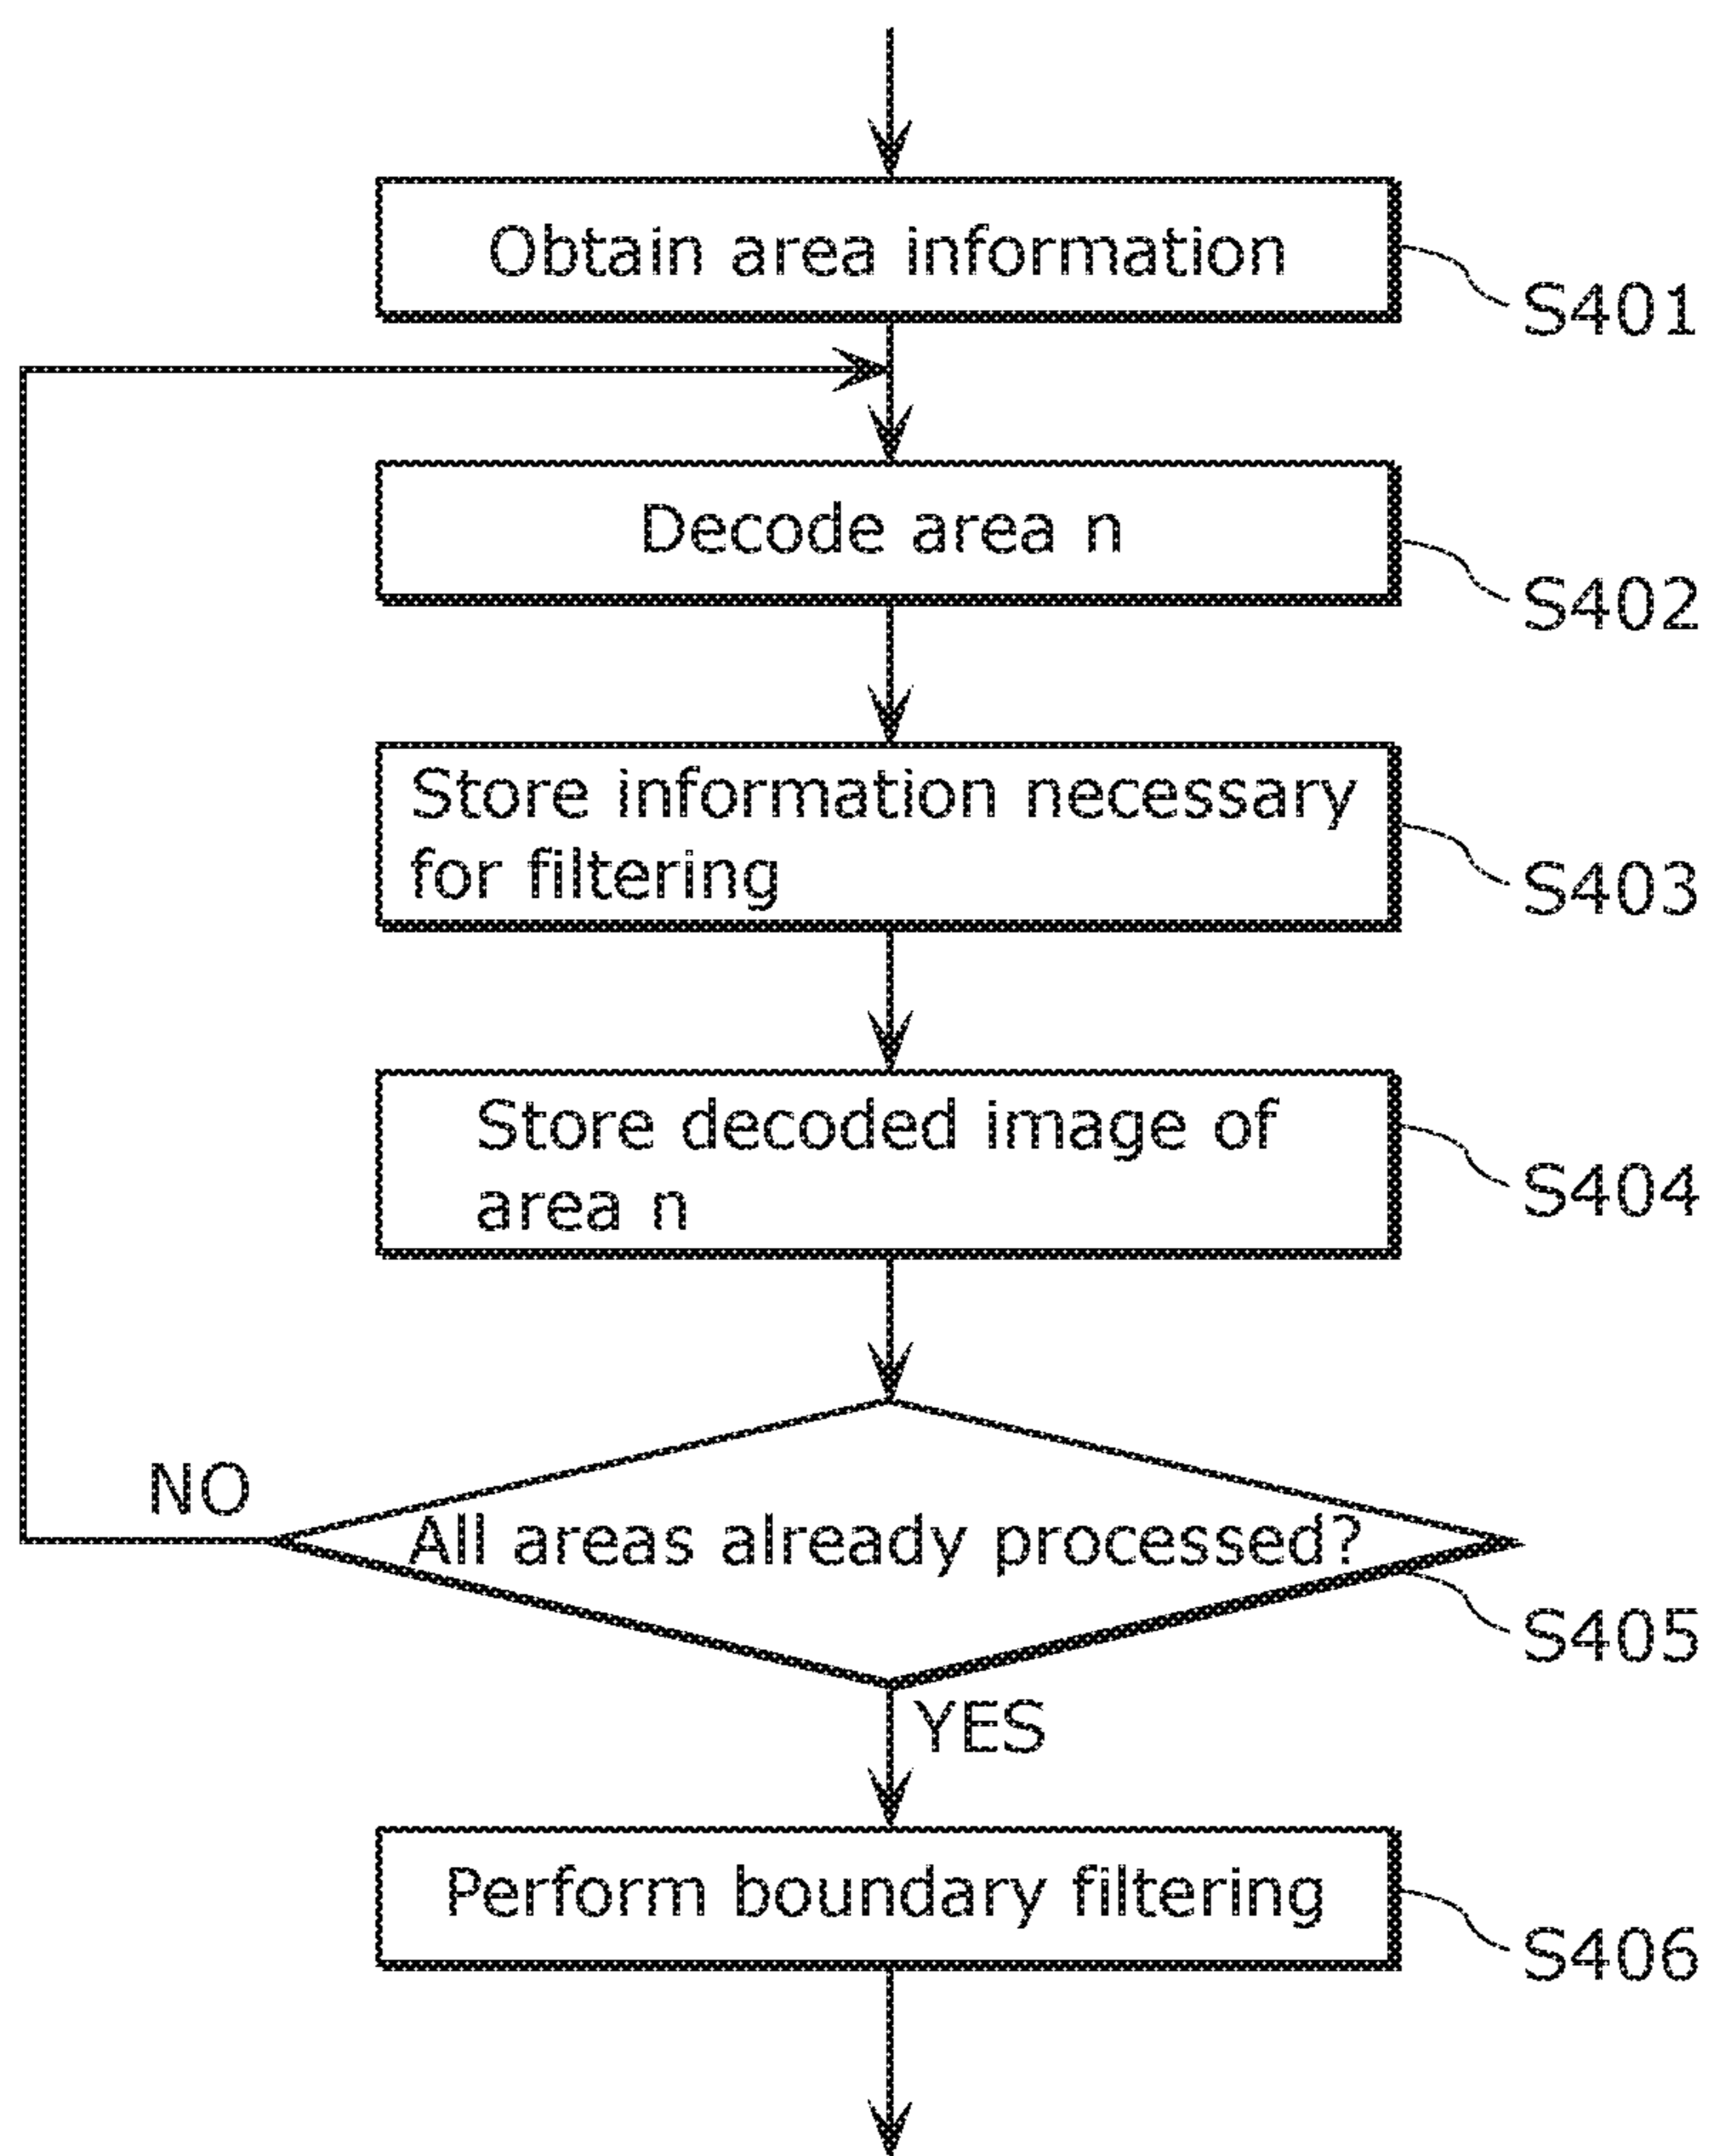 Obtain area information
S401
Decode area n
S402
Store information necessary
for filtering
S403
Store decoded image of
area n
S404
NO
All areas already processed?
S405
YES
Perform boundary filtering
S406